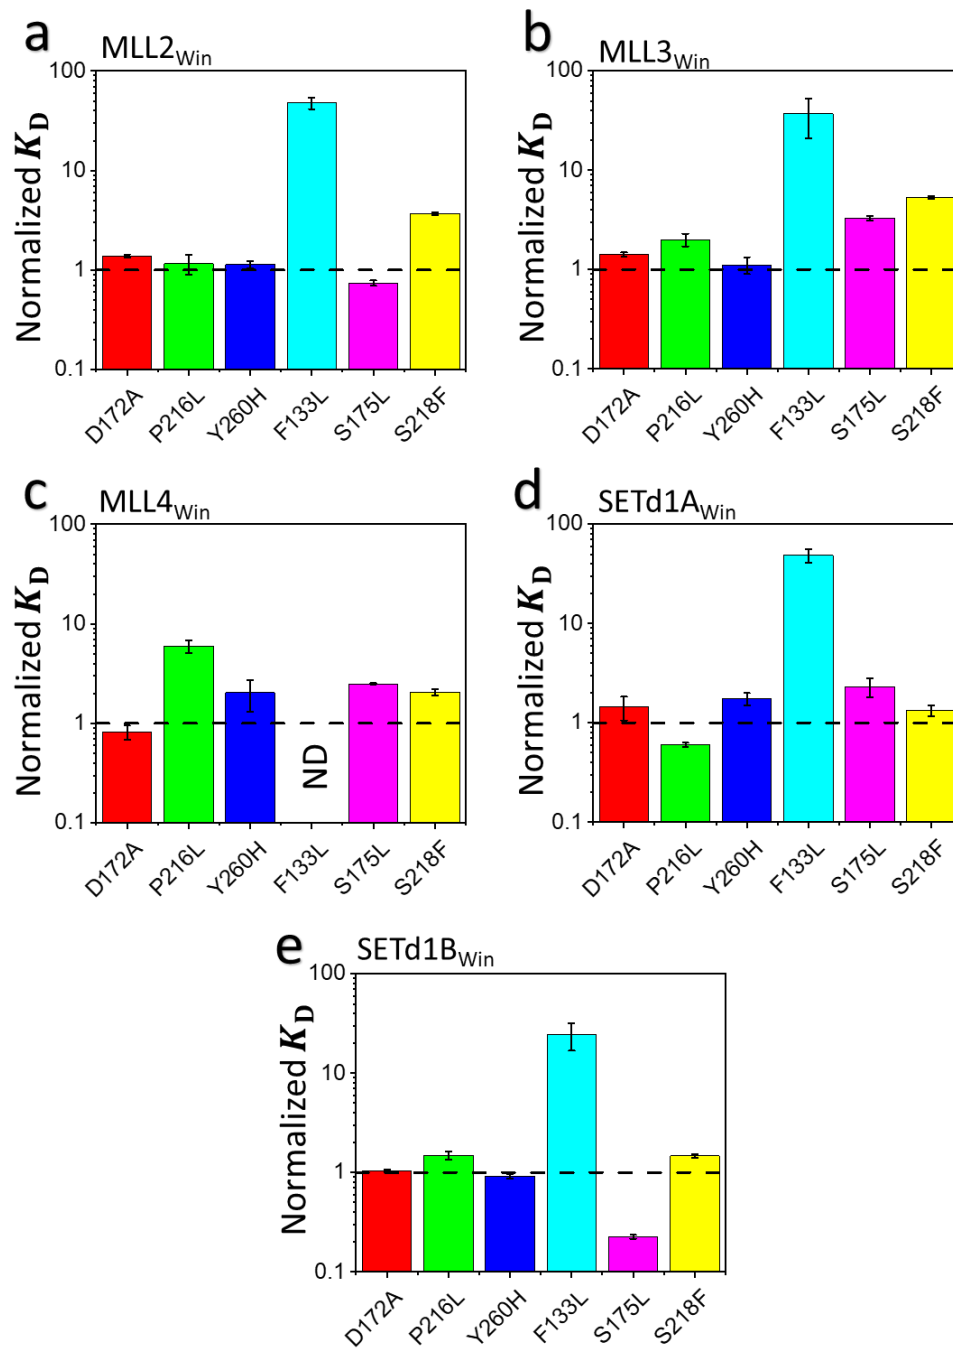 a MLL2Win
Normalized KD
100
10
1
0.1
D172A P216L Y260H F133L S175L S218F
b MLL3Win
Normalized KD
100
10
1
0.1
D172A P216L Y260H F133L S175L S218F
c MLL4Win
Normalized KD
100
10
1
0.1
ND
D172A P216L Y260H F133L S175L S218F
d SETd1AWin
Normalized KD
100
10
1
0.1
D172A P216L Y260H F133L S175L S218F
e SETd1BWin
Normalized KD
100
10
1
0.1
D172A P216L Y260H F133L S175L S218F